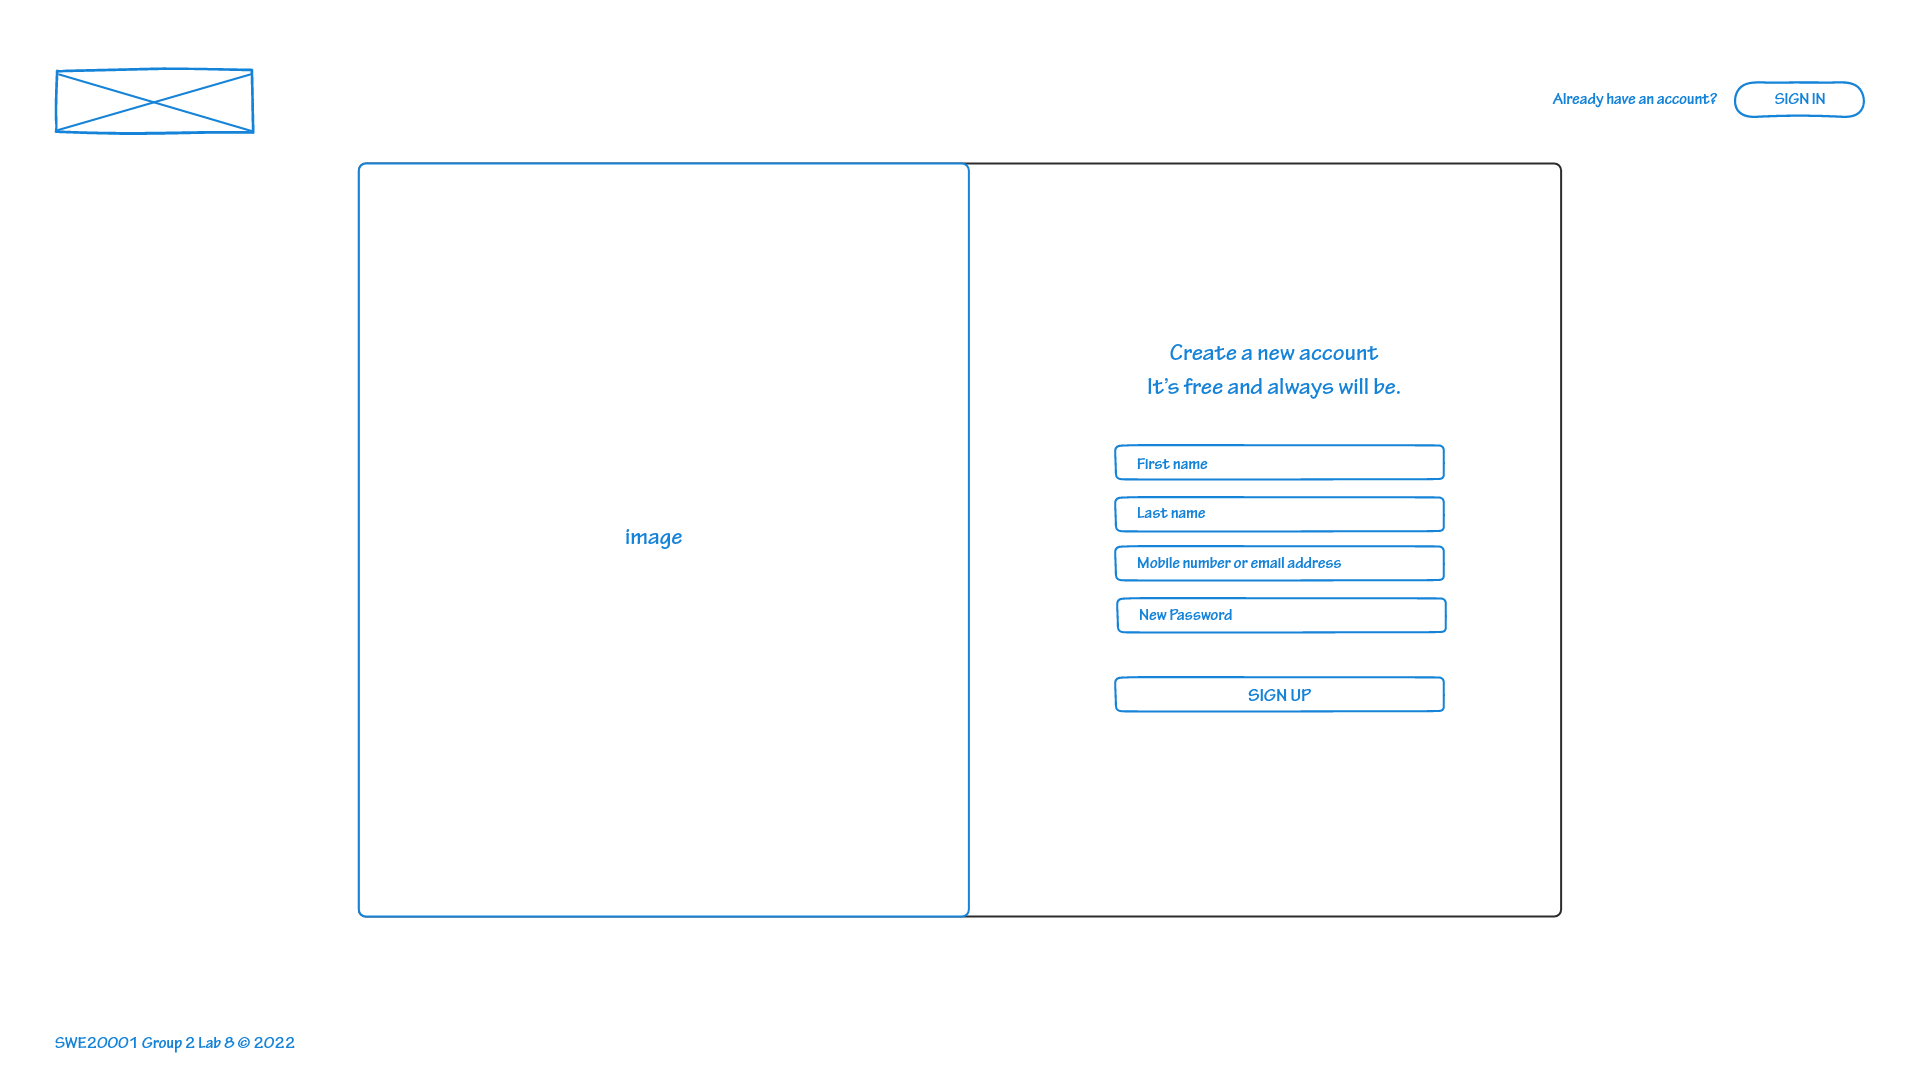 Already have an account?
SIGN IN
Create a new account
It's free and always will be.
image
First name
Last name
Mobile number or email address
New Password
SIGN UP
SWE20001 Group 2 Lab 8 © 2022